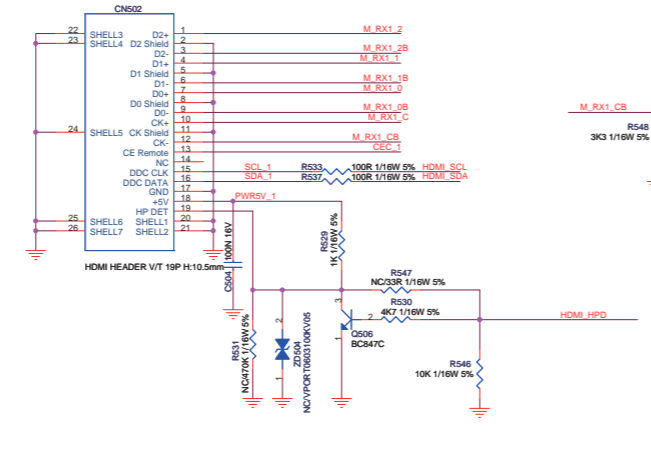 CN502
22 SHELL3 D2+ 1 M_RX1_2
23 SHELL4 D2 Shield 2
D2- 3 M_RX1_2B
D1+ 4 M_RX1_1
D1 Shield 5
D1- 6 M_RX1_1B
D0+ 7 M_RX1_0
D0 Shield 8
D0- 9 M_RX1_0B
CK+ 10 M_RX1_C
24 SHELL5 CK Shield 11
CK- 12 M_RX1_CB
CE Remote 13 CEC_1
NC 14
DDC CLK 15 SCL_1 R533 100R 1/16W 5% HDMI_SCL
DDC DATA 16 SDA_1 R537 100R 1/16W 5% HDMI_SDA
GND 17
+5V 18 PWR5V_1
HP DET 19
25 SHELL6 SHELL1 20
26 SHELL7 SHELL2 21
HDMI HEADER V/T 19P H:10.5mm
M_RX1_CB
R548
3K3 1/16W 5%
C504
100N 16V
R529
1K 1/16W 5%
R547
NC/33R 1/16W 5%
R530
4K7 1/16W 5%
HDMI_HPD
3
2
1
Q506
BC847C
R531
NC/470K 1/16W 5%
2
1
ZD504
NC/VPORT0603100KV05
R546
10K 1/16W 5%